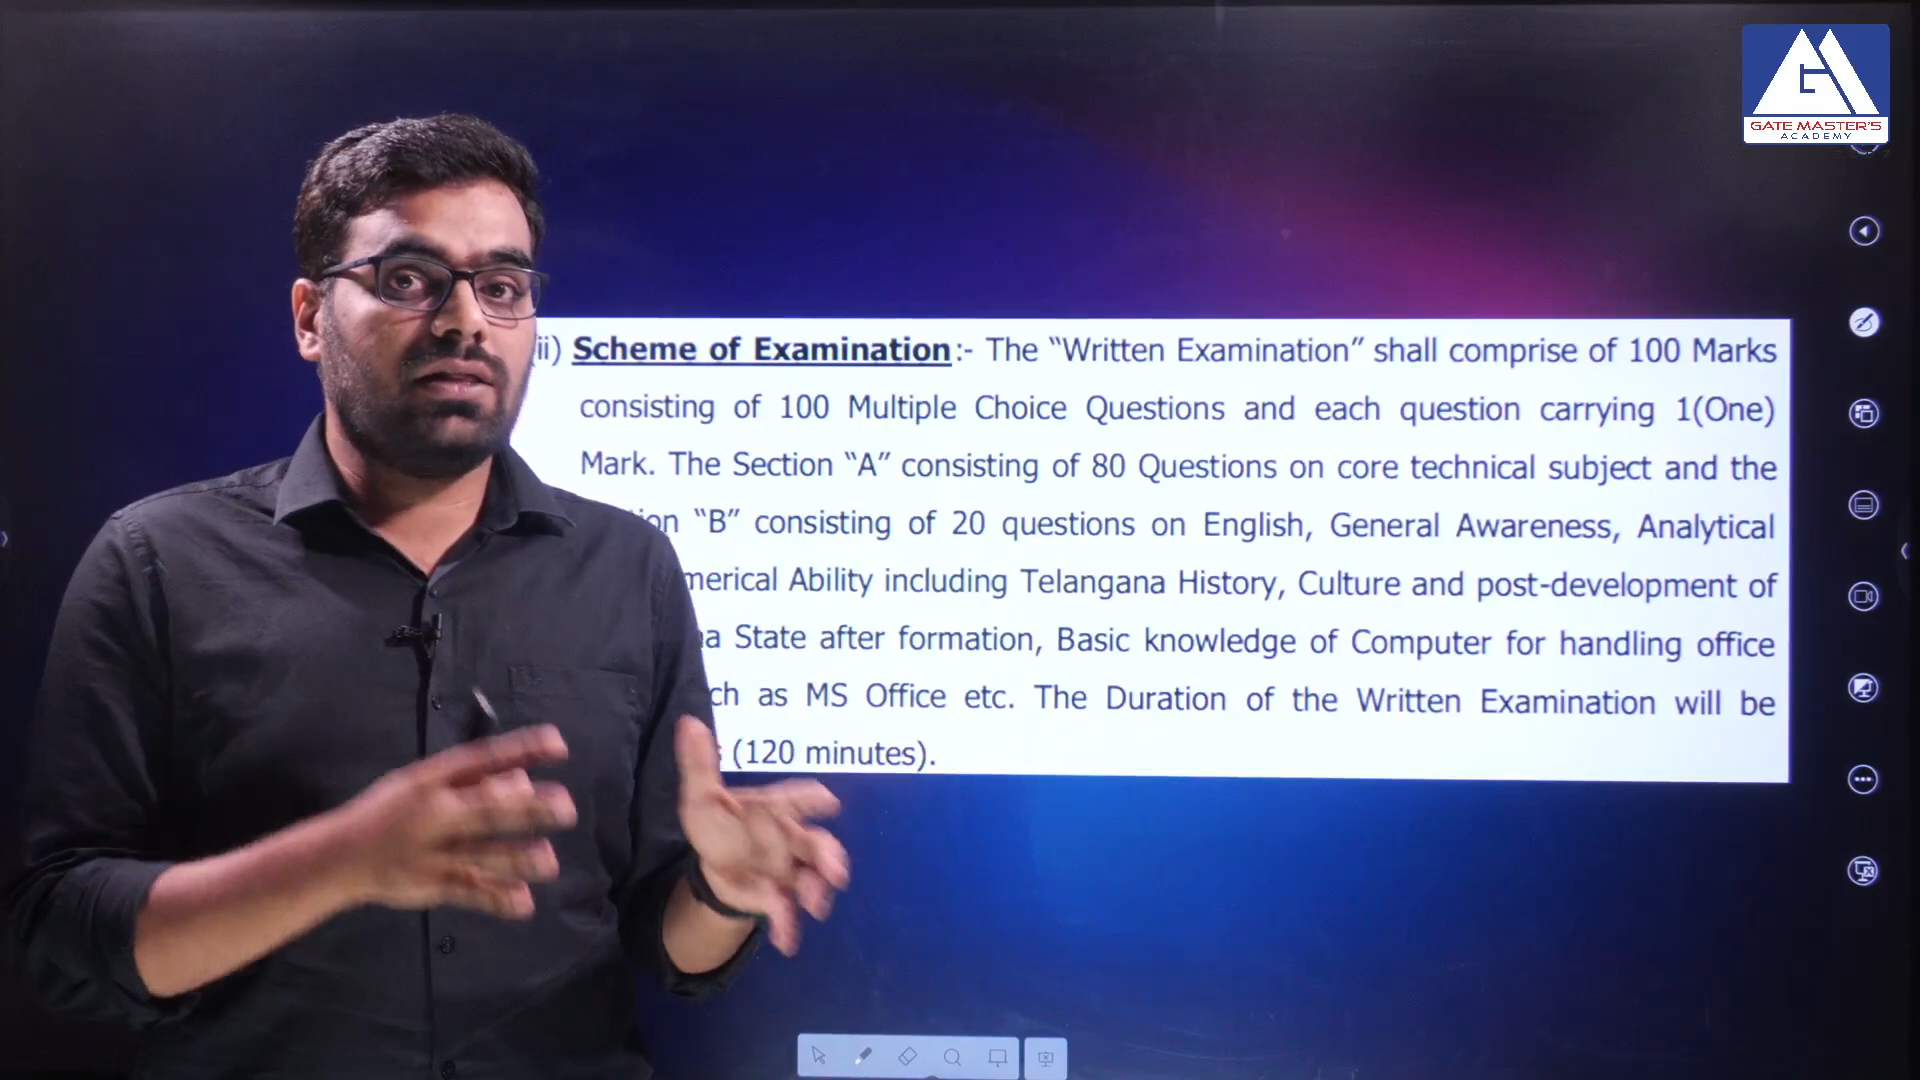 GATE MASTER'S
ACADEMY
ii) Scheme of Examination:- The “Written Examination” shall comprise of 100 Marks
consisting of 100 Multiple Choice Questions and each question carrying 1(One)
Mark. The Section “A” consisting of 80 Questions on core technical subject and the
“B” consisting of 20 questions on English, General Awareness, Analytical
Ability including Telangana History, Culture and post-development of
State after formation, Basic knowledge of Computer for handling office
as MS Office etc. The Duration of the Written Examination will be
(120 minutes).